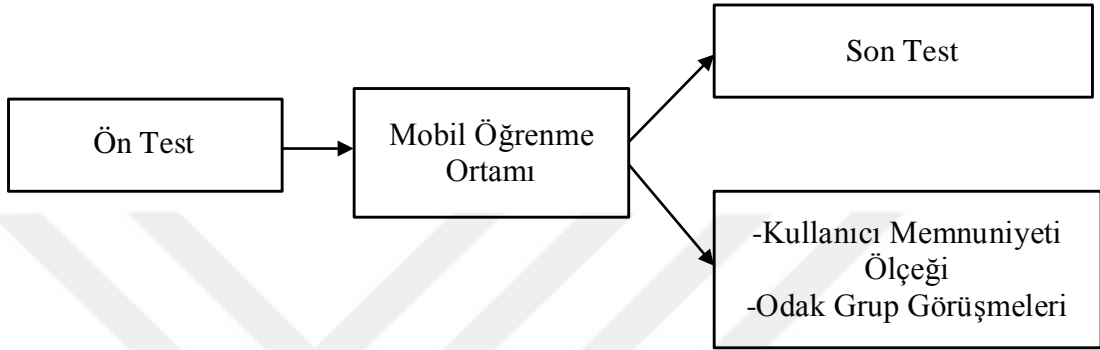 Ön Test
Mobil Öğrenme
Ortamı
Son Test
-Kullanıcı Memnuniyeti
Ölçeği
-Odak Grup Görüşmeleri